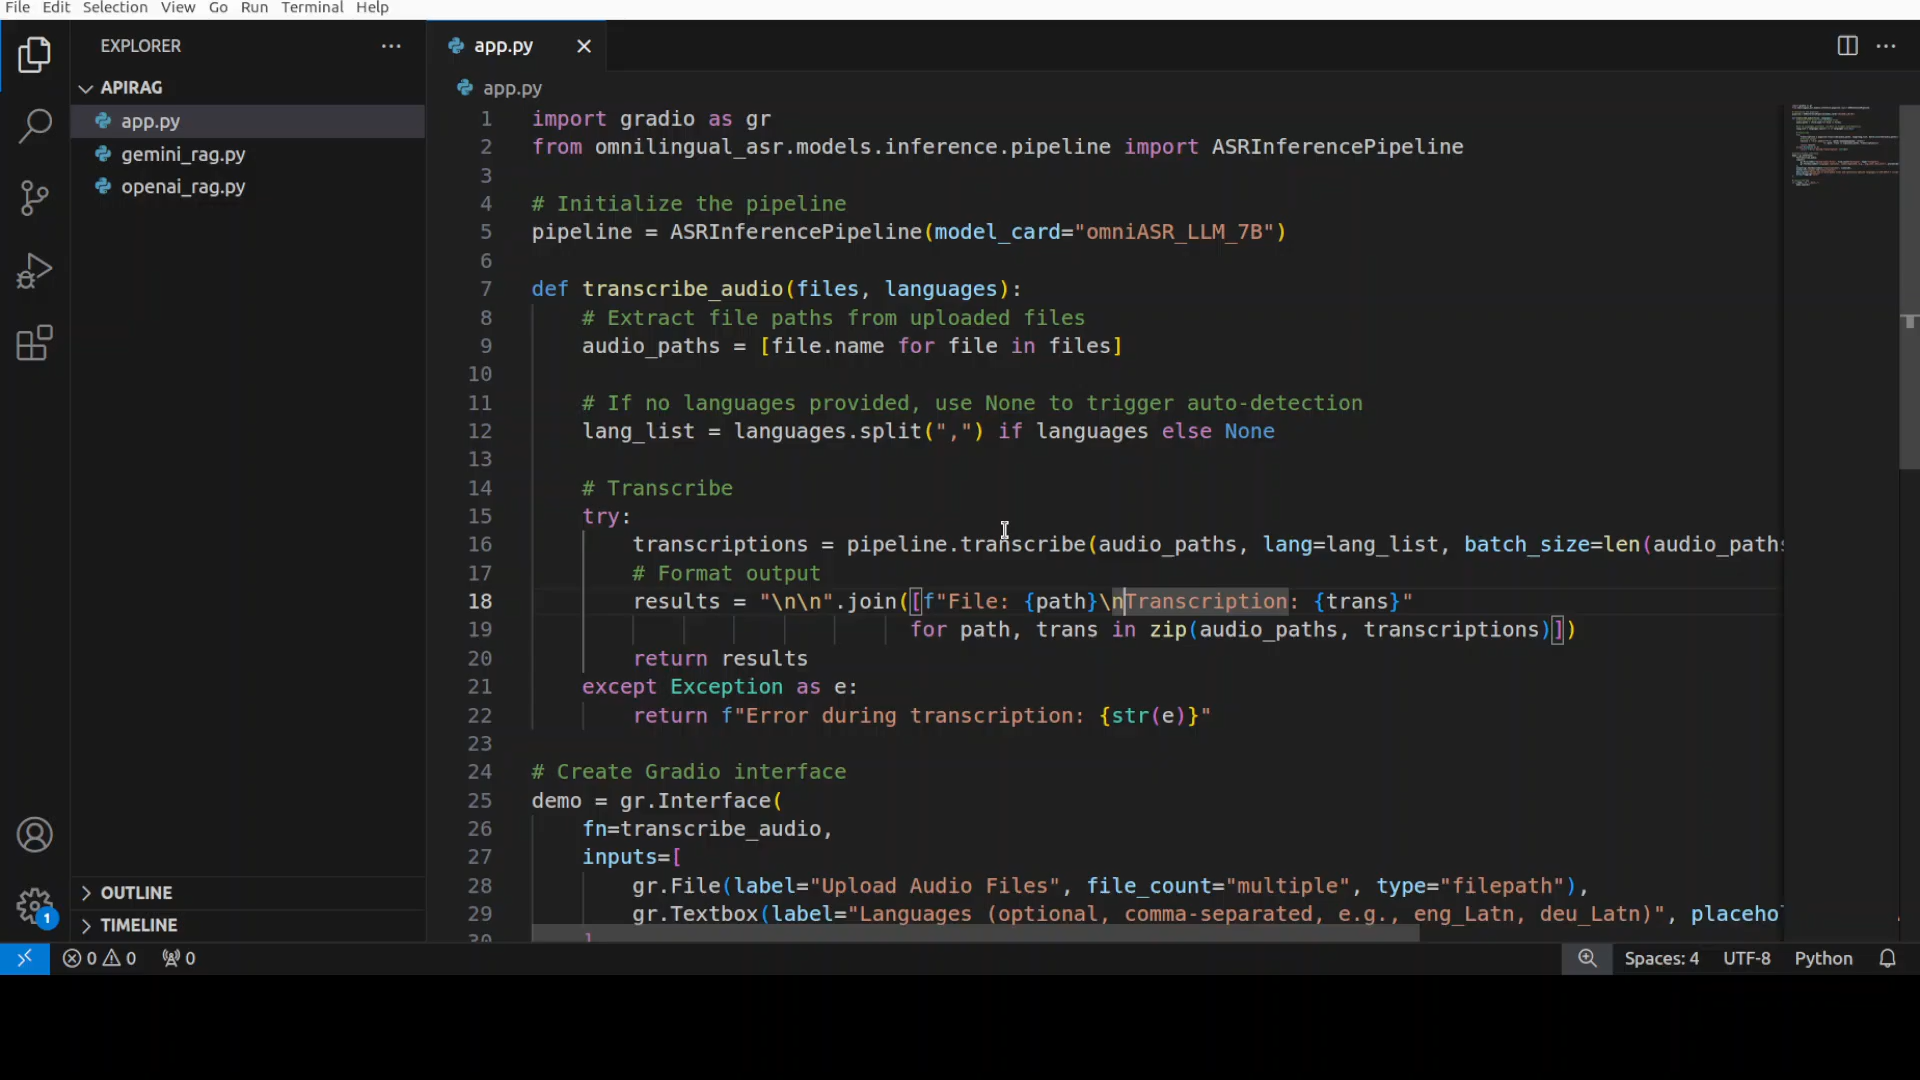 File Edit Selection View Go Run Terminal Help
EXPLORER
APIRAG
app.py
gemini_rag.py
openai_rag.py
OUTLINE
TIMELINE
app.py
app.py
1 import gradio as gr
2 from omnilingual_asr.models.inference.pipeline import ASRInferencePipeline
3
4 # Initialize the pipeline
5 pipeline = ASRInferencePipeline(model_card="omniASR_LLM_7B")
6
7 def transcribe_audio(files, languages):
8 # Extract file paths from uploaded files
9 audio_paths = [file.name for file in files]
10
11 # If no languages provided, use None to trigger auto-detection
12 lang_list = languages.split(",") if languages else None
13
14 # Transcribe
15 try:
16 transcriptions = pipeline.transcribe(audio_paths, lang=lang_list, batch_size=len(audio_paths
17 # Format output
18 results = "\n\n".join([f"File: {path}\nTranscription: {trans}"
19 for path, trans in zip(audio_paths, transcriptions)])
20 return results
21 except Exception as e:
22 return f"Error during transcription: {str(e)}"
23
24 # Create Gradio interface
25 demo = gr.Interface(
26 fn=transcribe_audio,
27 inputs=[
28 gr.File(label="Upload Audio Files", file_count="multiple", type="filepath"),
29 gr.Textbox(label="Languages (optional, comma-separated, e.g., eng_Latn, deu_Latn)", placehol
30 ]
1
0 0 0 Spaces: 4 UTF-8 Python